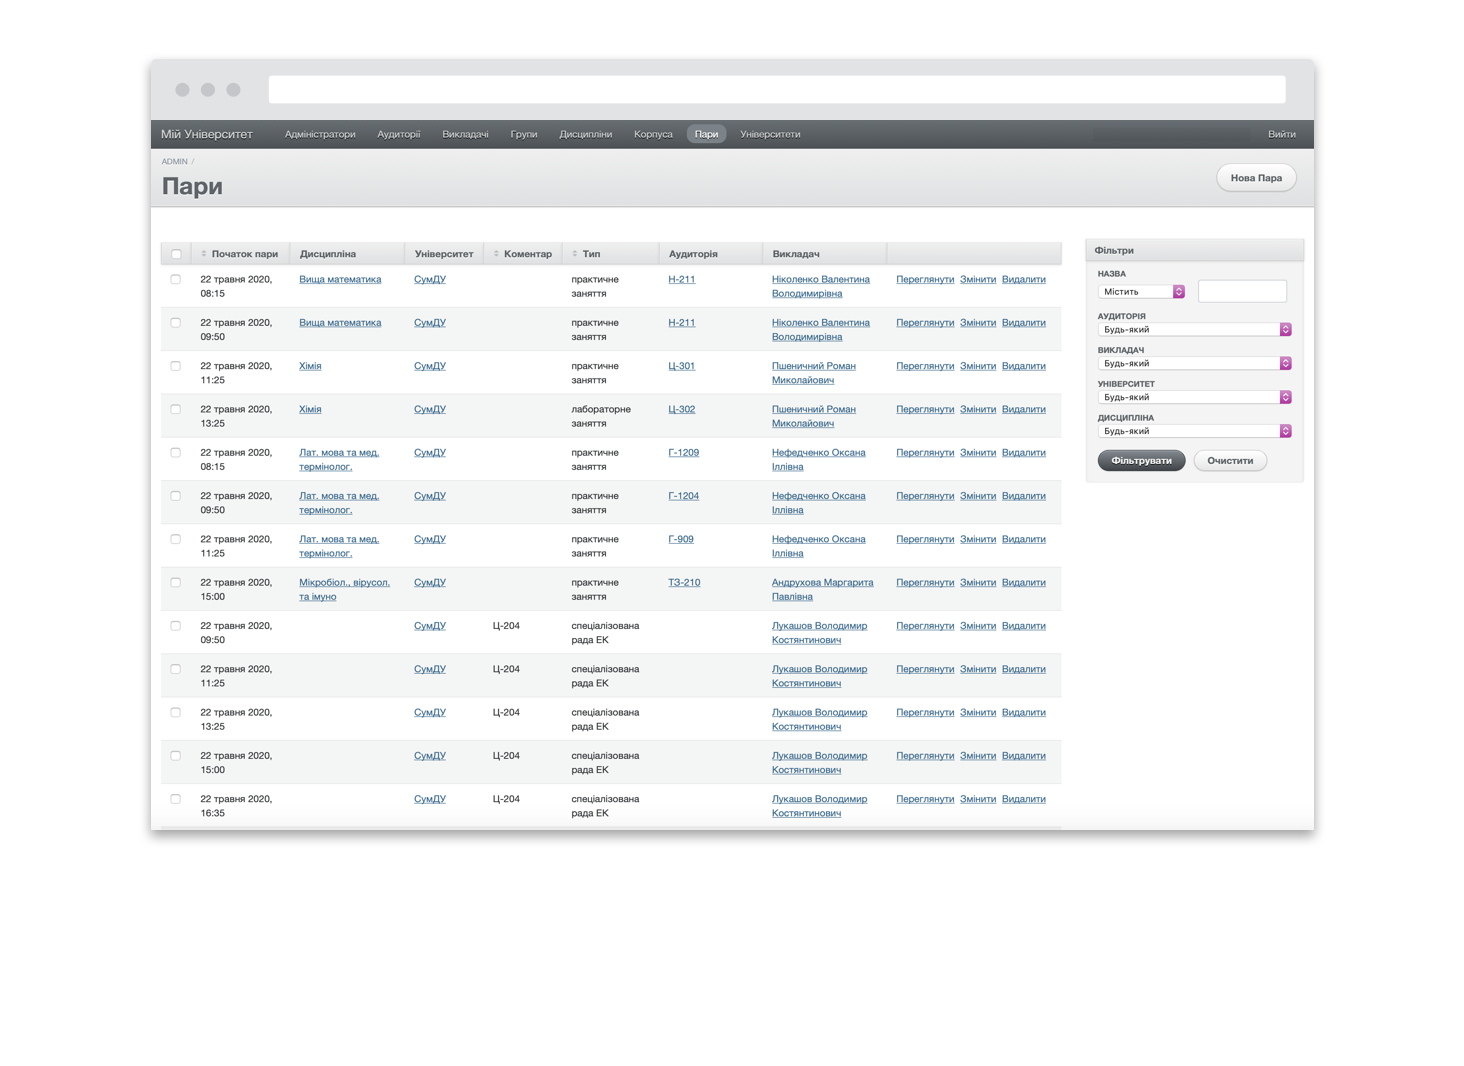 Мій Університет Адміністратори Аудиторії Викладачі Групи Дисципліни Корпуса Пари Університети Вийти
ADMIN /
Пари
Нова Пара
Початок пари Дисципліна Університет Коментар Тип Аудиторія Викладач
22 травня 2020, Вища математика СумДУ практичне Н-211 Ніколенко Валентина Переглянути Змінити Видалити
08:15 заняття Володимирівна
22 травня 2020, Вища математика СумДУ практичне Н-211 Ніколенко Валентина Переглянути Змінити Видалити
09:50 заняття Володимирівна
22 травня 2020, Хімія СумДУ практичне Ц-301 Пшеничний Роман Переглянути Змінити Видалити
11:25 заняття Миколайович
22 травня 2020, Хімія СумДУ лабораторне Ц-302 Пшеничний Роман Переглянути Змінити Видалити
13:25 заняття Миколайович
22 травня 2020, Лат. мова та мед. СумДУ практичне Г-1209 Нефедченко Оксана Переглянути Змінити Видалити
08:15 термінолог. заняття Іллівна
22 травня 2020, Лат. мова та мед. СумДУ практичне Г-1204 Нефедченко Оксана Переглянути Змінити Видалити
09:50 термінолог. заняття Іллівна
22 травня 2020, Лат. мова та мед. СумДУ практичне Г-909 Нефедченко Оксана Переглянути Змінити Видалити
11:25 термінолог. заняття Іллівна
22 травня 2020, Мікробіол., вірусол. СумДУ практичне ТЗ-210 Андрухова Маргарита Переглянути Змінити Видалити
15:00 та імуно заняття Павлівна
22 травня 2020, СумДУ Ц-204 спеціалізована Лукашов Володимир Переглянути Змінити Видалити
09:50 рада ЕК Костянтинович
22 травня 2020, СумДУ Ц-204 спеціалізована Лукашов Володимир Переглянути Змінити Видалити
11:25 рада ЕК Костянтинович
22 травня 2020, СумДУ Ц-204 спеціалізована Лукашов Володимир Переглянути Змінити Видалити
13:25 рада ЕК Костянтинович
22 травня 2020, СумДУ Ц-204 спеціалізована Лукашов Володимир Переглянути Змінити Видалити
15:00 рада ЕК Костянтинович
22 травня 2020, СумДУ Ц-204 спеціалізована Лукашов Володимир Переглянути Змінити Видалити
16:35 рада ЕК Костянтинович
Фільтри
НАЗВА
Містить
АУДИТОРІЯ
Будь-який
ВИКЛАДАЧ
Будь-який
УНІВЕРСИТЕТ
Будь-який
ДИСЦИПЛІНА
Будь-який
Фільтрувати Очистити